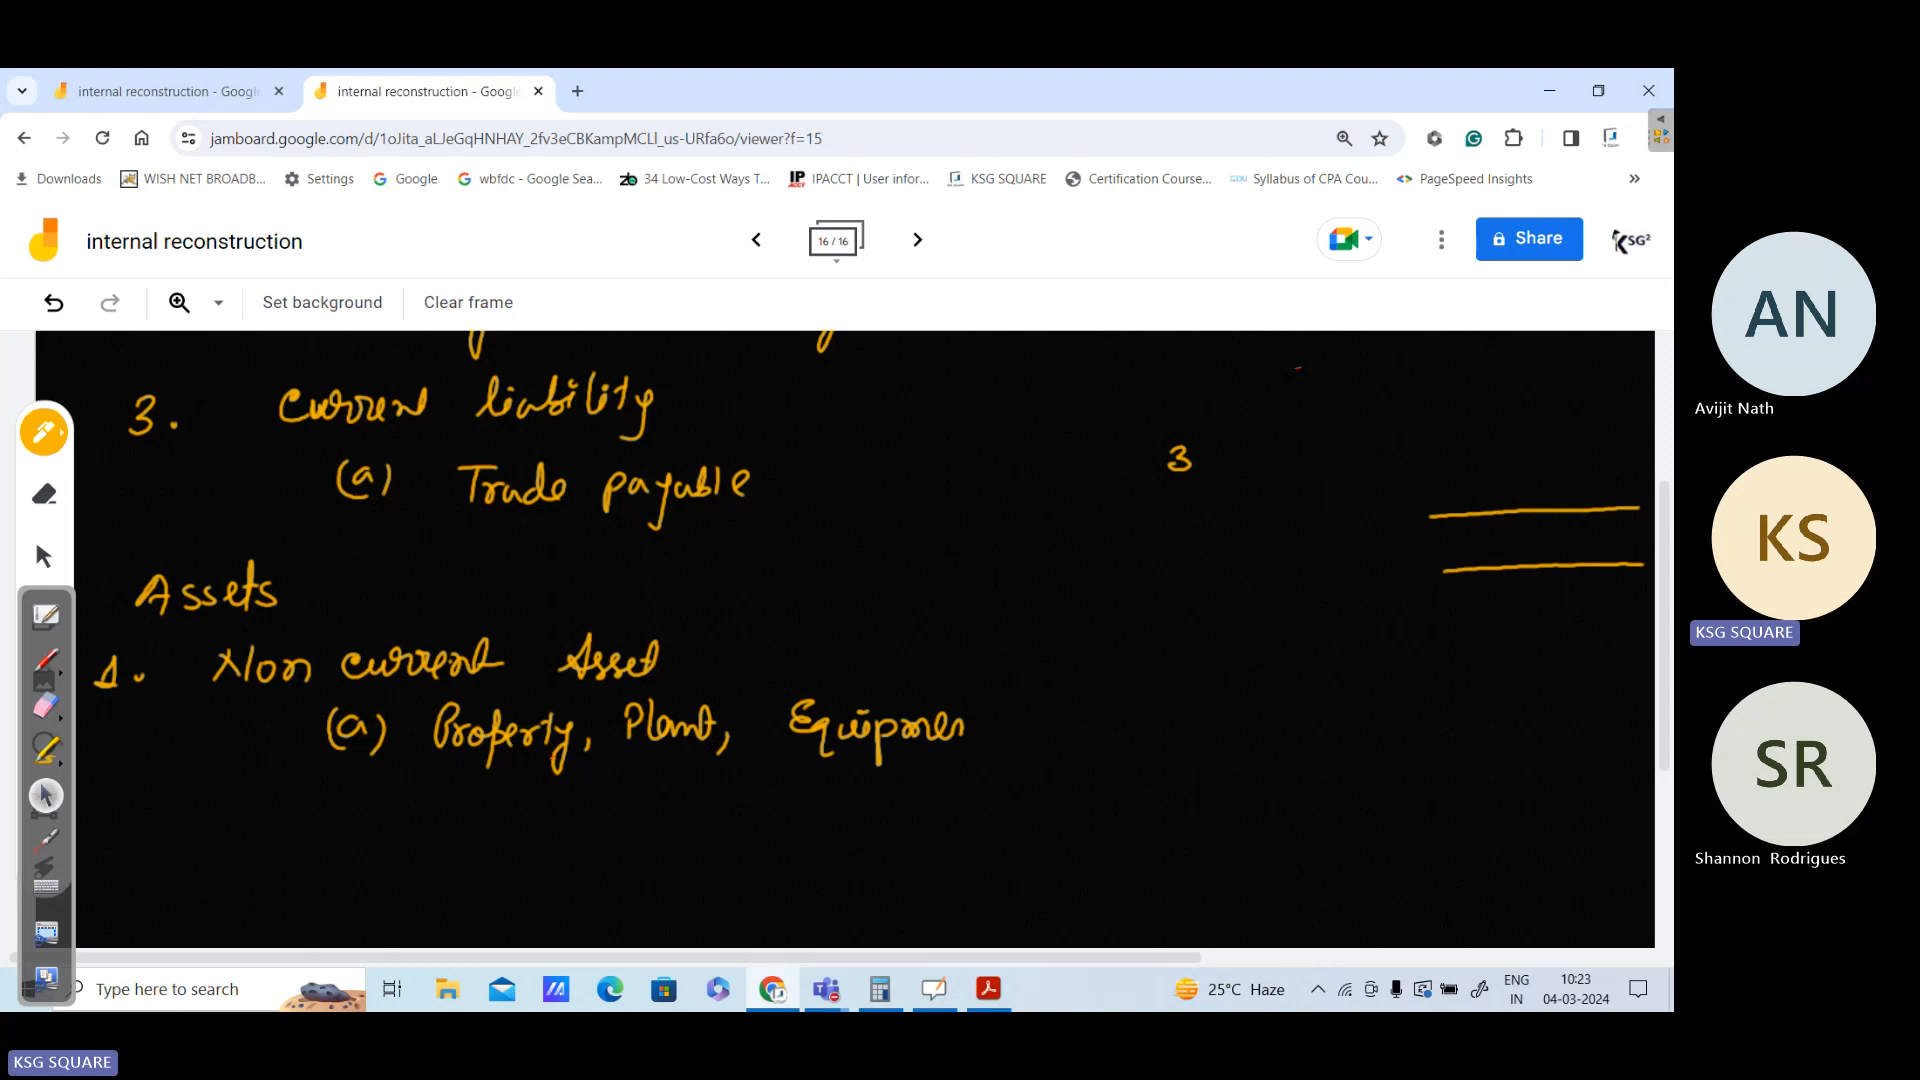 internal reconstruction - Googl
internal reconstruction - Google
jamboard.google.com/d/1oJita_aLJeGqHNHAY_2fv3eCBKampMCLl_us-URfa6o/viewer?f=15
Downloads WISH NET BROADB... Settings Google wbfdc - Google Sea... 34 Low-Cost Ways T... IPACCT | User infor... KSG SQUARE Certification Course... Syllabus of CPA Cou... PageSpeed Insights
internal reconstruction
16 / 16
Share
KSG²
Set background Clear frame
3. Current liability
(a) Trade payable 3
Assets
1. Non current Asset
(a) Property, Plant, Equipmen
AN
Avijit Nath
KS
KSG SQUARE
SR
Shannon Rodrigues
Type here to search
25°C Haze
ENG
IN
10:23
04-03-2024
KSG SQUARE